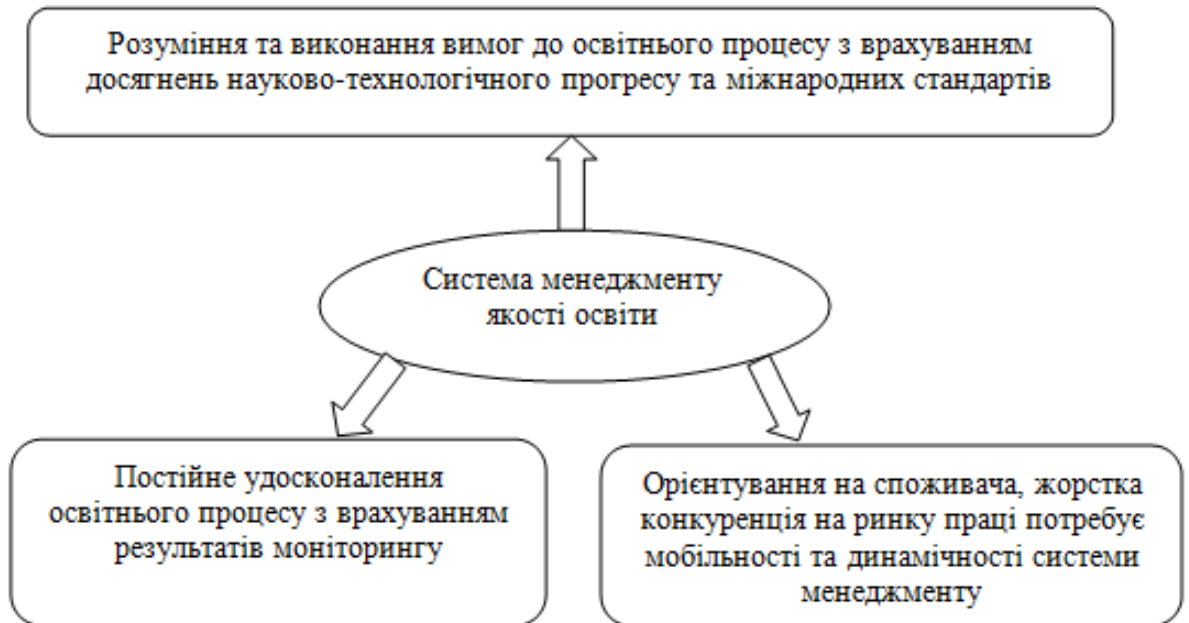 Розуміння та виконання вимог до освітнього процесу з врахуванням
досягнень науково-технологічного прогресу та міжнародних стандартів
Система менеджменту
якості освіти
Постійне удосконалення
освітнього процесу з врахуванням
результатів моніторингу
Орієнтування на споживача, жорстка
конкуренція на ринку праці потребує
мобільності та динамічності системи
менеджменту